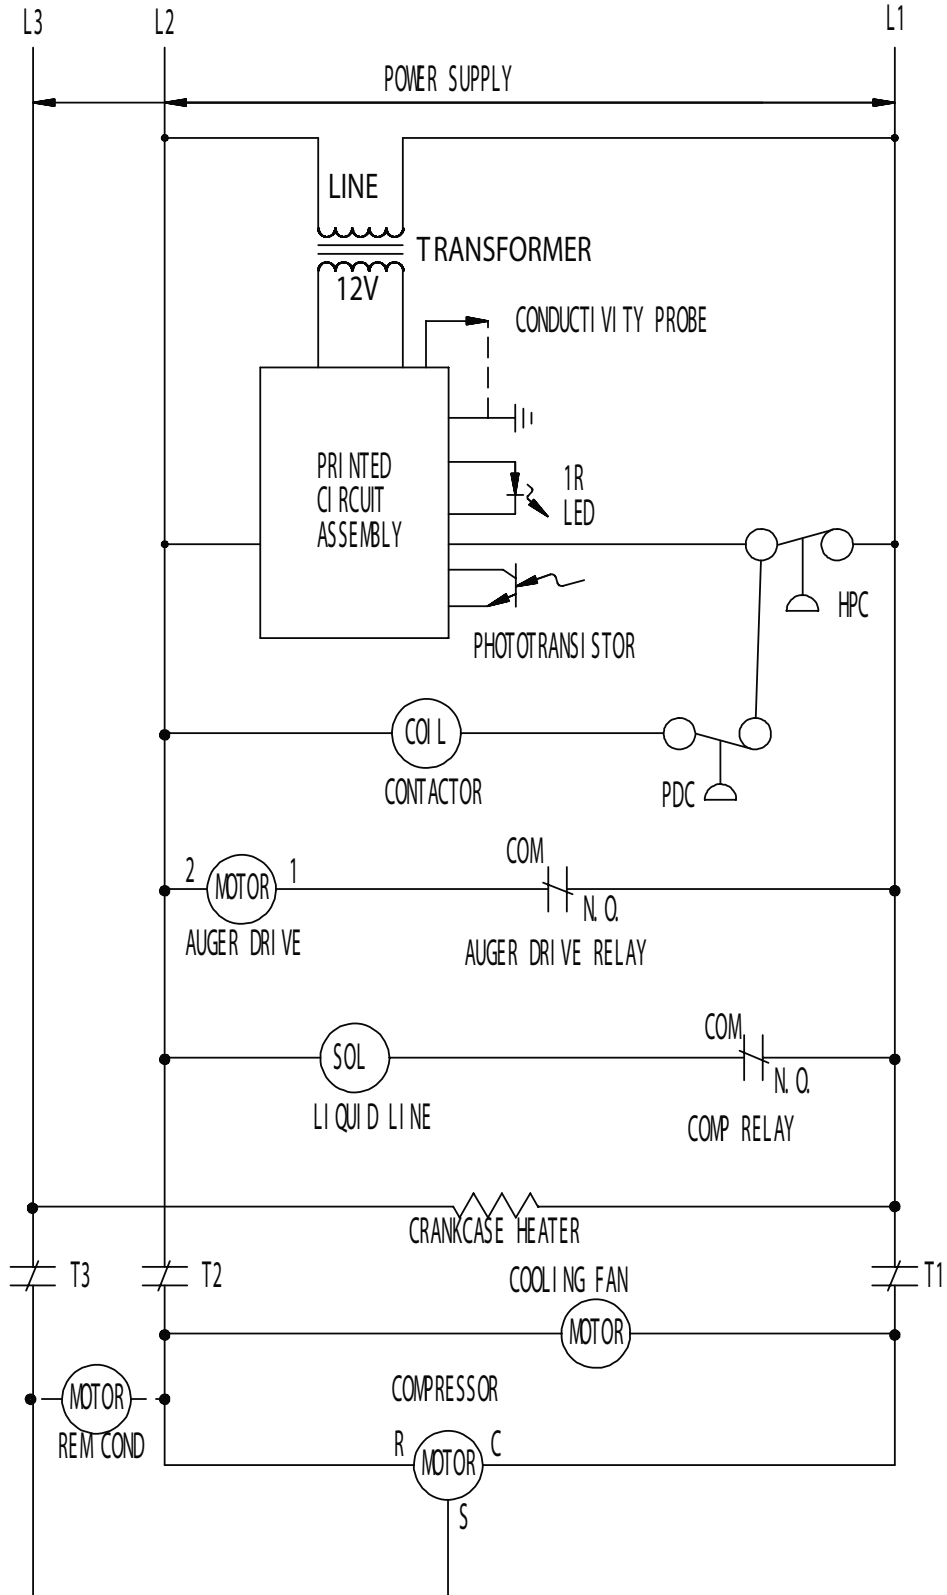 L3 L2 L1
POWER SUPPLY
LINE
TRANSFORMER
12V
CONDUCTIVITY PROBE
PRINTED
CIRCUIT
ASSEMBLY
1R
LED
HPC
PHOTOTRANSISTOR
COIL
CONTACTOR
PDC
COM
2 MOTOR 1
N.O.
AUGER DRIVE
AUGER DRIVE RELAY
COM
SOL
N.O.
LIQUID LINE
COMP RELAY
CRANKCASE HEATER
T3 T2 T1
COOLING FAN
MOTOR
COMPRESSOR
MOTOR
REM COND
R MOTOR C
S